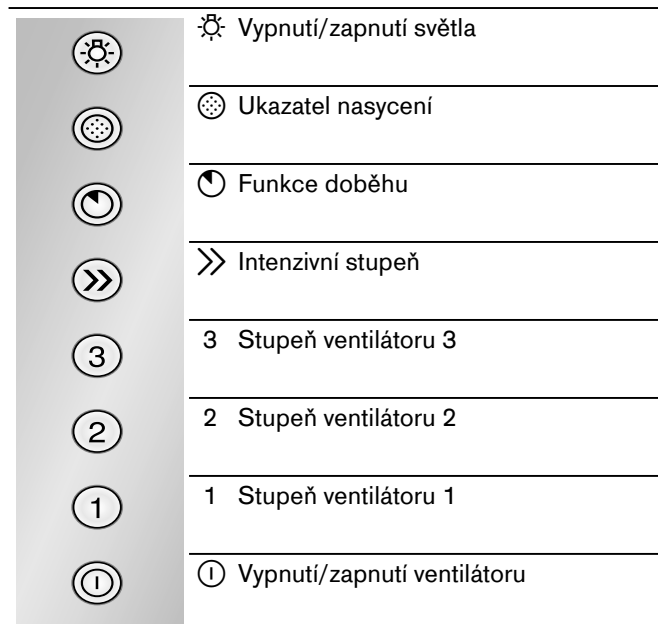 Vypnutí/zapnutí světla
Ukazatel nasycení
Funkce doběhu
Intenzivní stupeň
3 3 Stupeň ventilátoru 3
2 2 Stupeň ventilátoru 2
1 1 Stupeň ventilátoru 1
Vypnutí/zapnutí ventilátoru